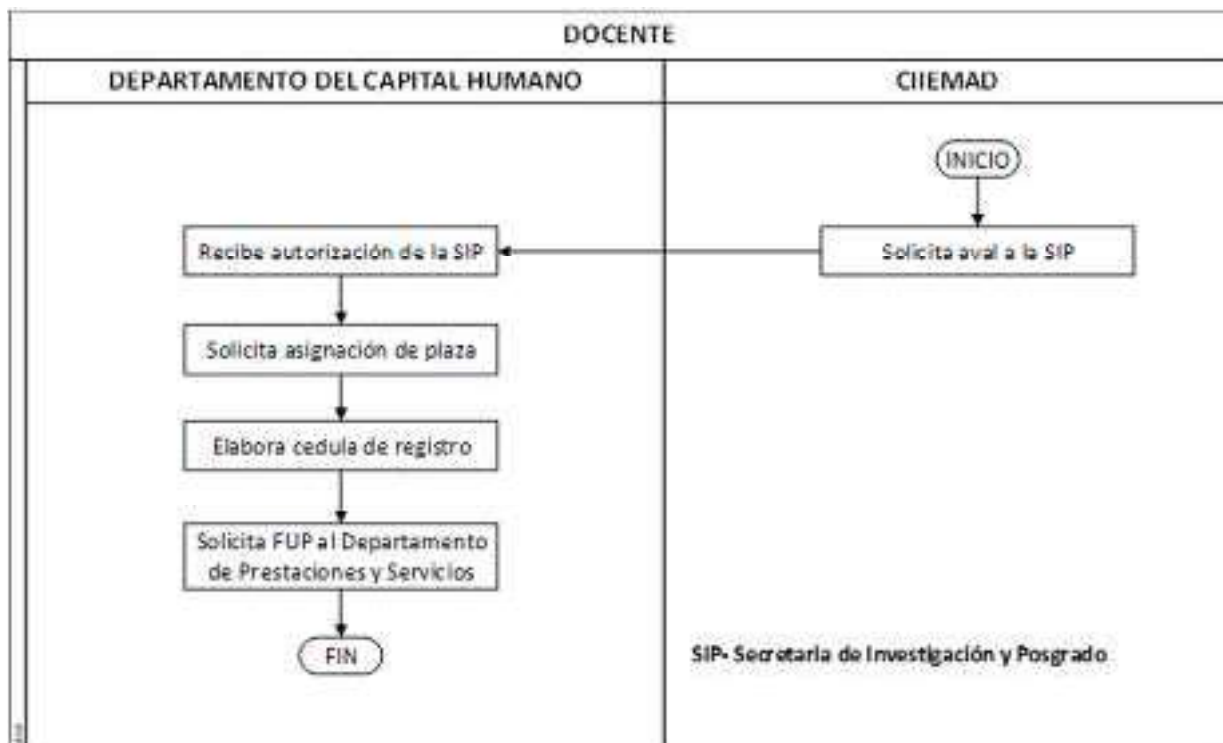 DOCENTE
DEPARTAMENTO DEL CAPITAL HUMANO
CIIEMAD
INICIO
Solicita aval a la SIP
Recibe autorización de la SIP
Solicita asignación de plaza
Elabora cedula de registro
Solicita FUP al Departamento
de Prestaciones y Servicios
FIN
SIP- Secretaria de Investigación y Posgrado